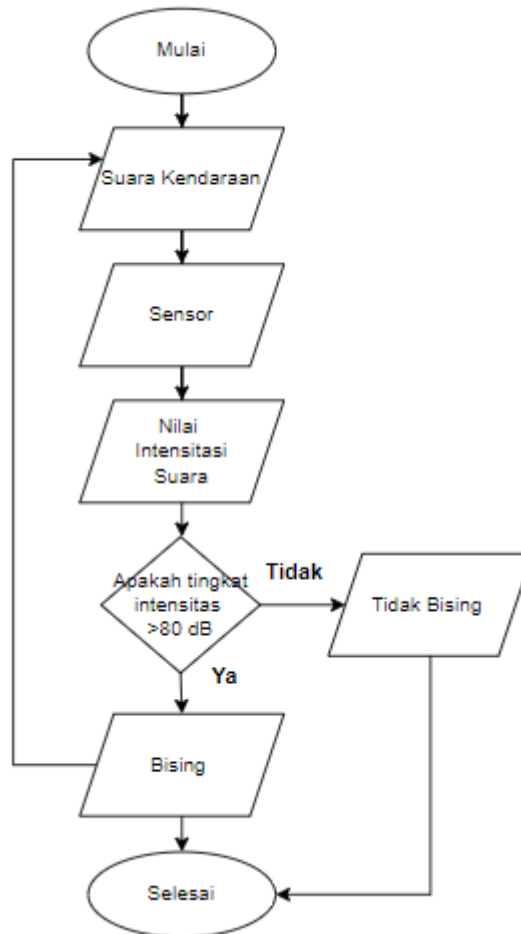 Mulai
Suara Kendaraan
Sensor
Nilai
Intensitasi
Suara
Apakah tingkat
intensitas
>80 dB
Tidak
Tidak Bising
Ya
Bising
Selesai